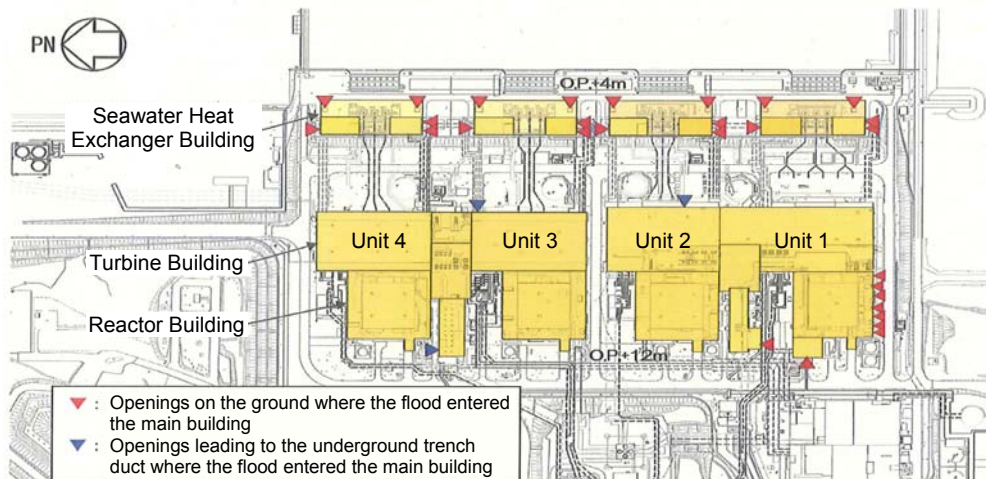 PN
O.P.+4m
Seawater Heat
Exchanger Building
Unit 4
Unit 3
Unit 2
Unit 1
Turbine Building
Reactor Building
O.P.+12m
: Openings on the ground where the flood entered
the main building
: Openings leading to the underground trench
duct where the flood entered the main building